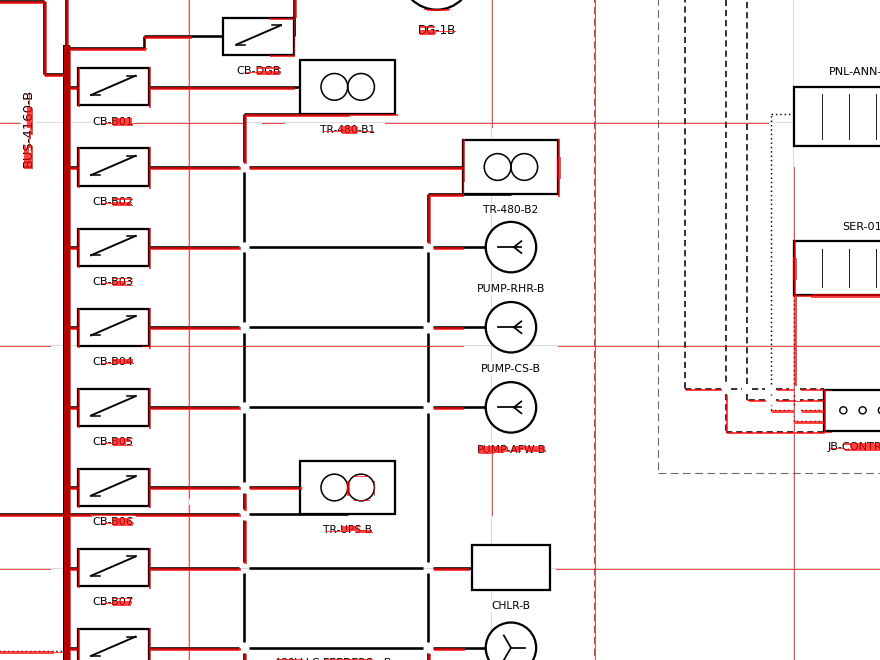 DG-1B
CB-DGB
PNL-ANN-
BUS-4160-B
CB-B01
TR-480-B1
CB-B02
TR-480-B2
SER-01
CB-B03
PUMP-RHR-B
CB-B04
PUMP-CS-B
CB-B05
PUMP-AFW-B
JB-CONTR
CB-B06
TR-UPS-B
CB-B07
CHLR-B